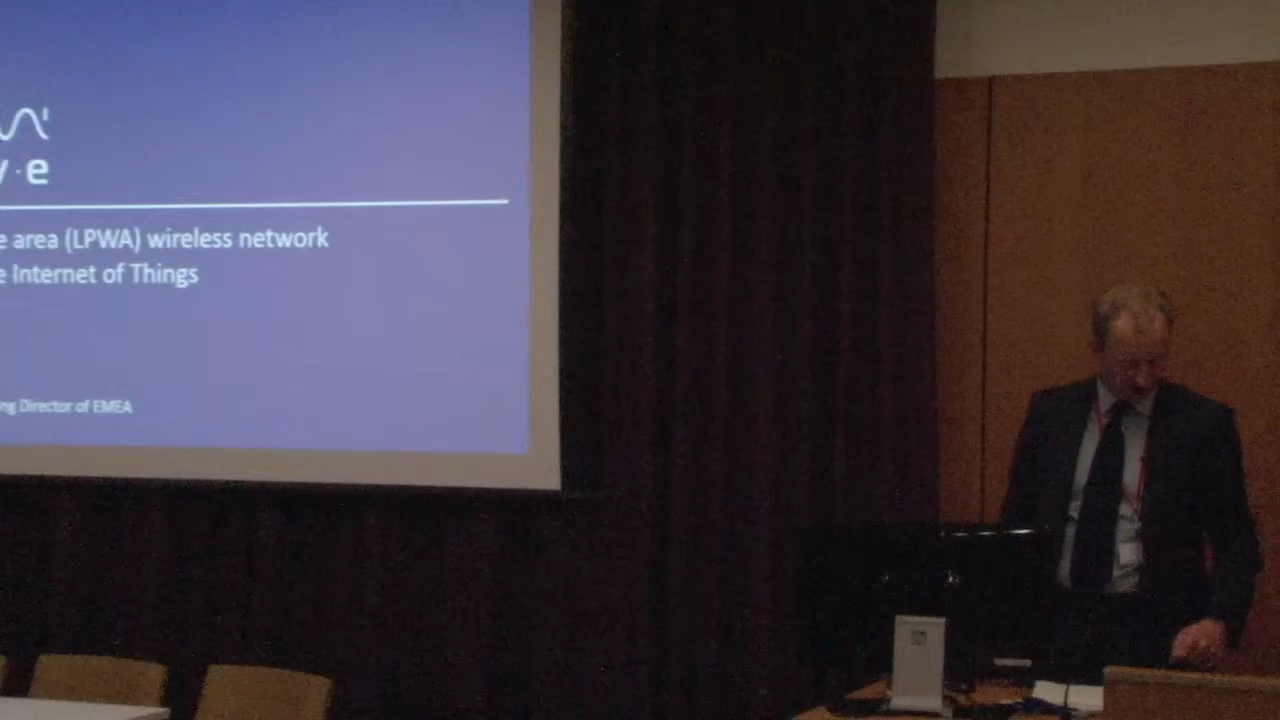 e
e area (LPWA) wireless network
e Internet of Things
ng Director of EMEA